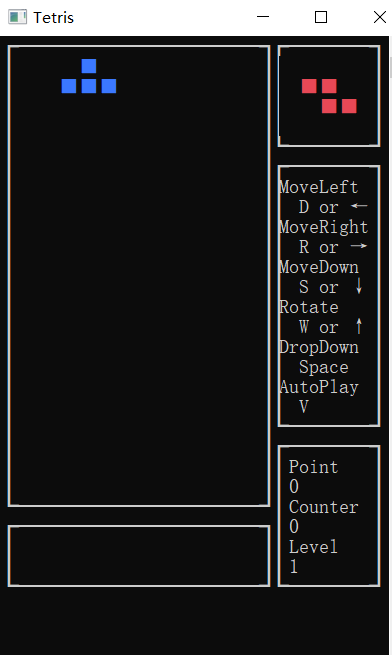 Tetris
MoveLeft
D or ←
MoveRight
R or →
MoveDown
S or ↓
Rotate
W or ↑
DropDown
Space
AutoPlay
V
Point
0
Counter
0
Level
1